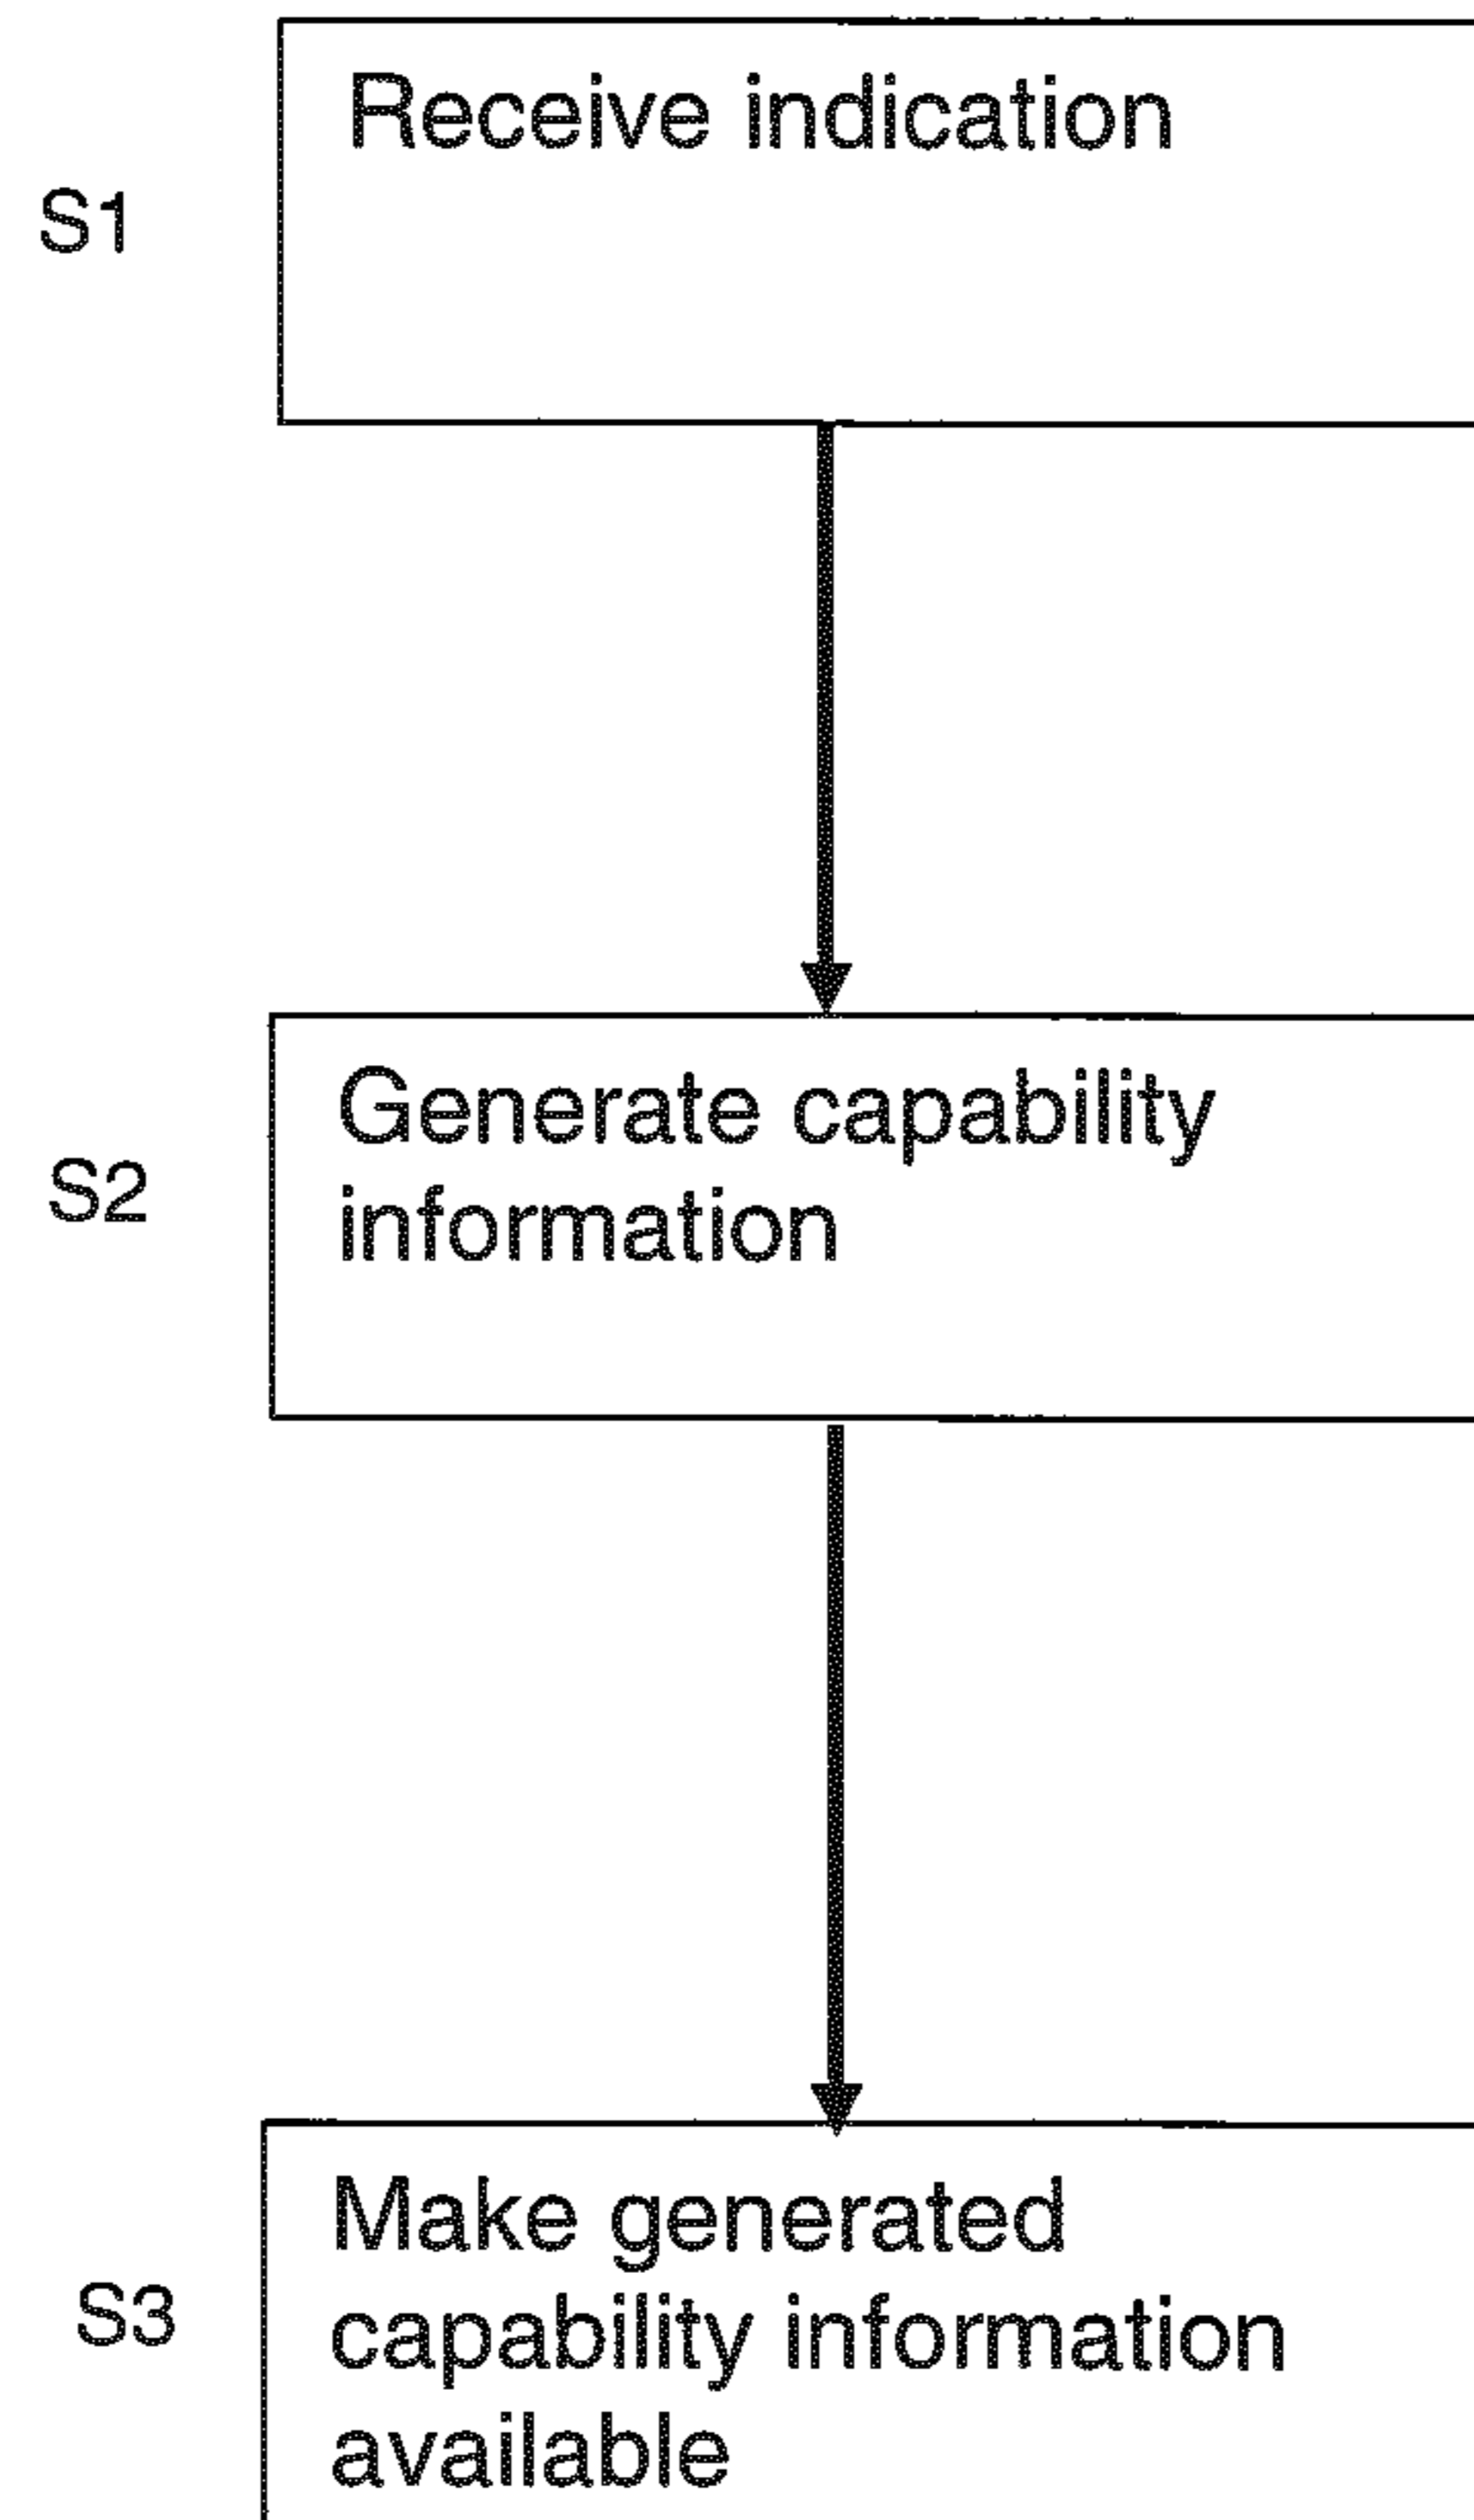 Receive indication
S1
Generate capability
information
S2
Make generated
capability information
available
S3